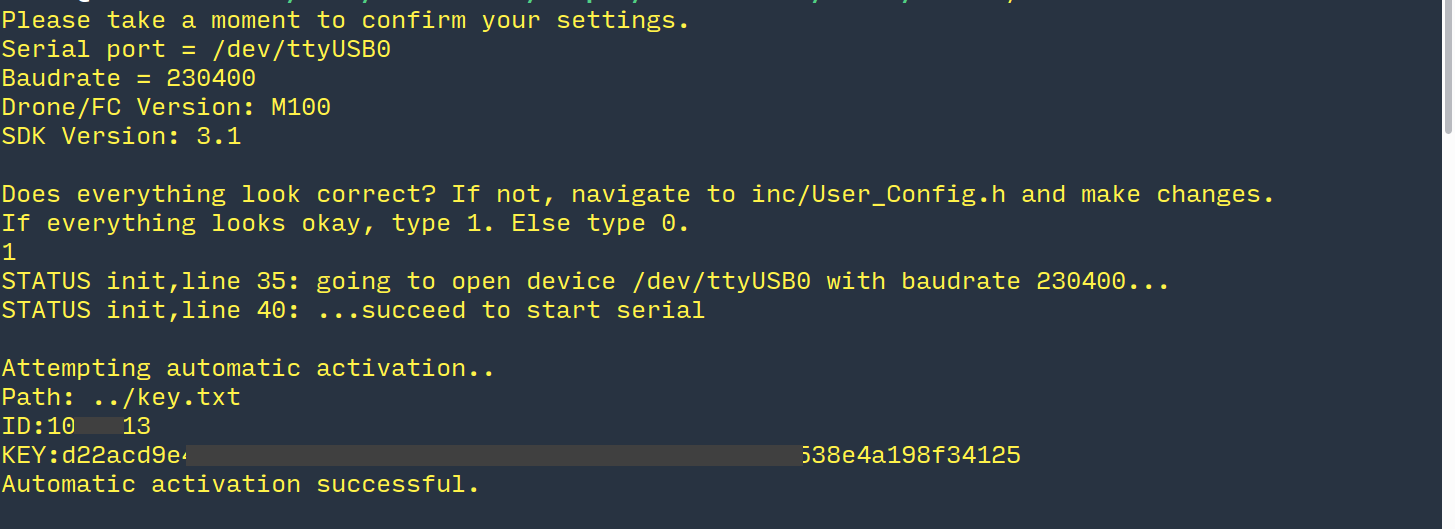 Please take a moment to confirm your settings.
Serial port = /dev/ttyUSB0
Baudrate = 230400
Drone/FC Version: M100
SDK Version: 3.1
Does everything look correct? If not, navigate to inc/User_Config.h and make changes.
If everything looks okay, type 1. Else type 0.
1
STATUS init,line 35: going to open device /dev/ttyUSB0 with baudrate 230400...
STATUS init,line 40: ...succeed to start serial
Attempting automatic activation..
Path: ../key.txt
ID:10 13
KEY:d22acd9e 538e4a198f34125
Automatic activation successful.